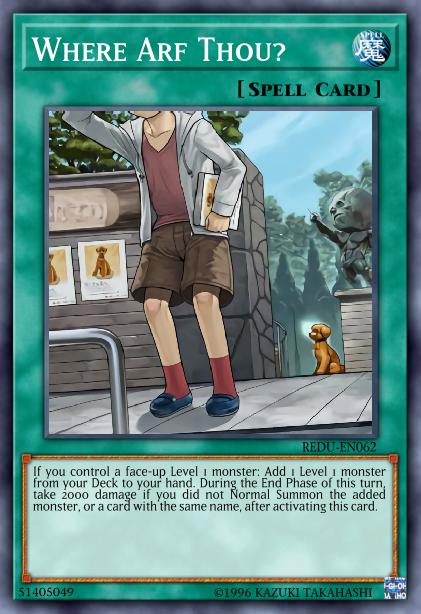 WHERE ARF THOU?
SPELL
魔
[SPELL CARD]
REDU-EN062
If you control a face-up Level 1 monster: Add 1 Level 1 monster
from your Deck to your hand. During the End Phase of this turn,
take 2000 damage if you did not Normal Summon the added
monster, or a card with the same name, after activating this card.
51405049
©1996 KAZUKI TAKAHASHI